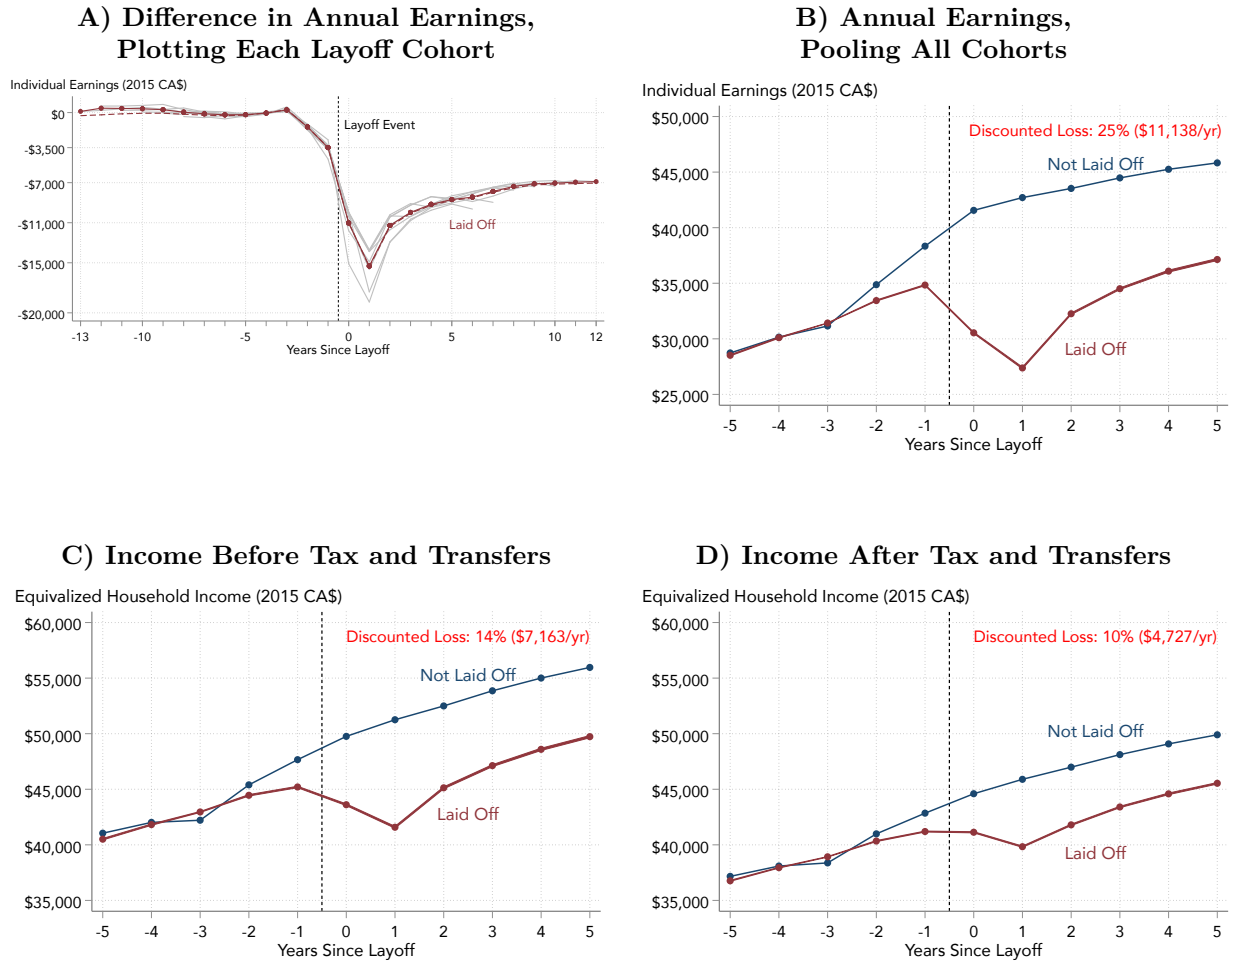 A) Difference in Annual Earnings,
Plotting Each Layoff Cohort
Individual Earnings (2015 CA$)
$0
-$3,500
-$7,000
-$11,000
-$15,000
-$20,000
Layoff Event
Laid Off
-13 -10 -5 0 5 10 12
Years Since Layoff
B) Annual Earnings,
Pooling All Cohorts
Individual Earnings (2015 CA$)
$50,000
$45,000
$40,000
$35,000
$30,000
$25,000
Discounted Loss: 25% ($11,138/yr)
Not Laid Off
Laid Off
-5 -4 -3 -2 -1 0 1 2 3 4 5
Years Since Layoff
C) Income Before Tax and Transfers
Equivalized Household Income (2015 CA$)
$60,000
$55,000
$50,000
$45,000
$40,000
$35,000
Discounted Loss: 14% ($7,163/yr)
Not Laid Off
Laid Off
-5 -4 -3 -2 -1 0 1 2 3 4 5
Years Since Layoff
D) Income After Tax and Transfers
Equivalized Household Income (2015 CA$)
$60,000
$55,000
$50,000
$45,000
$40,000
$35,000
Discounted Loss: 10% ($4,727/yr)
Not Laid Off
Laid Off
-5 -4 -3 -2 -1 0 1 2 3 4 5
Years Since Layoff